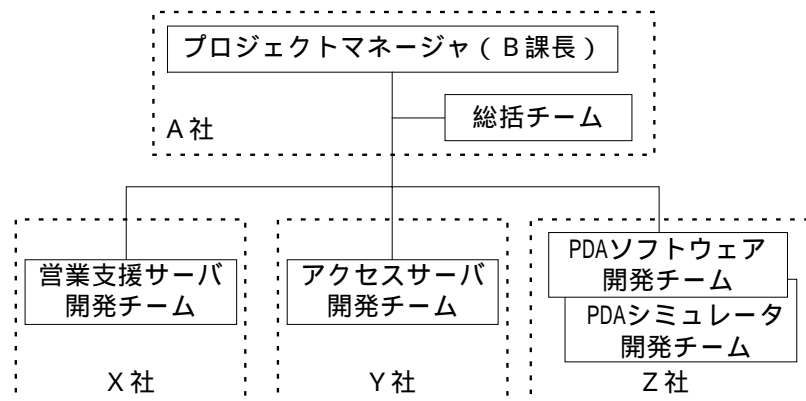 プロジェクトマネージャ（Ｂ課長）
総括チーム
Ａ社
営業支援サーバ
開発チーム
Ｘ社
アクセスサーバ
開発チーム
Ｙ社
PDAソフトウェア
開発チーム
PDAシミュレータ
開発チーム
Ｚ社